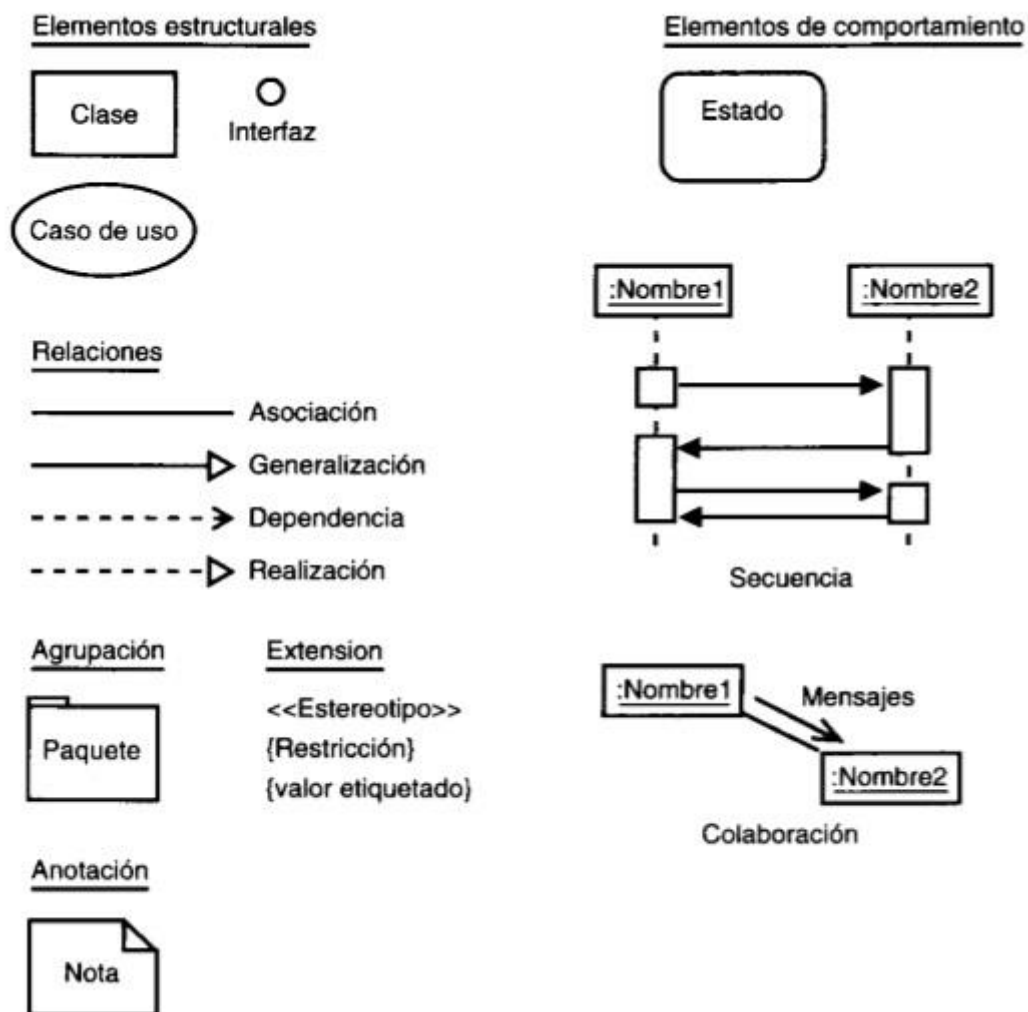 Elementos estructurales
Clase
Interfaz
Caso de uso
Relaciones
Asociación
Generalización
Dependencia
Realización
Agrupación
Paquete
Extension
<<Estereotipo>>
{Restricción}
{valor etiquetado}
Anotación
Nota
Elementos de comportamiento
Estado
:Nombre1
:Nombre2
Secuencia
:Nombre1
Mensajes
:Nombre2
Colaboración